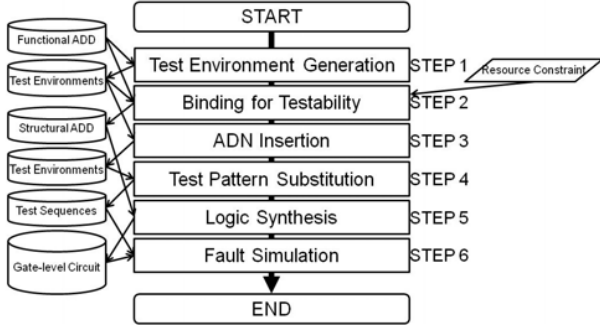 START
Functional ADD
Test Environment Generation
STEP 1
Resource Constraint
Test Environments
Binding for Testability
STEP 2
Structural ADD
ADN Insertion
STEP 3
Test Environments
Test Pattern Substitution
STEP 4
Test Sequences
Logic Synthesis
STEP 5
Gate-level Circuit
Fault Simulation
STEP 6
END